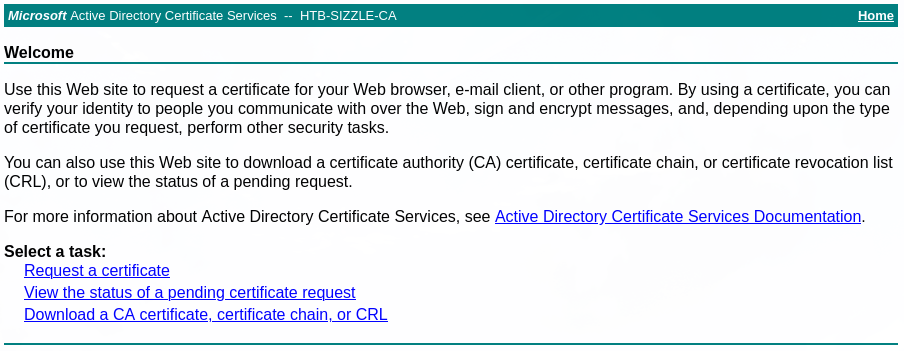 Microsoft Active Directory Certificate Services -- HTB-SIZZLE-CA Home
Welcome
Use this Web site to request a certificate for your Web browser, e-mail client, or other program. By using a certificate, you can
verify your identity to people you communicate with over the Web, sign and encrypt messages, and, depending upon the type
of certificate you request, perform other security tasks.
You can also use this Web site to download a certificate authority (CA) certificate, certificate chain, or certificate revocation list
(CRL), or to view the status of a pending request.
For more information about Active Directory Certificate Services, see Active Directory Certificate Services Documentation.
Select a task:
Request a certificate
View the status of a pending certificate request
Download a CA certificate, certificate chain, or CRL